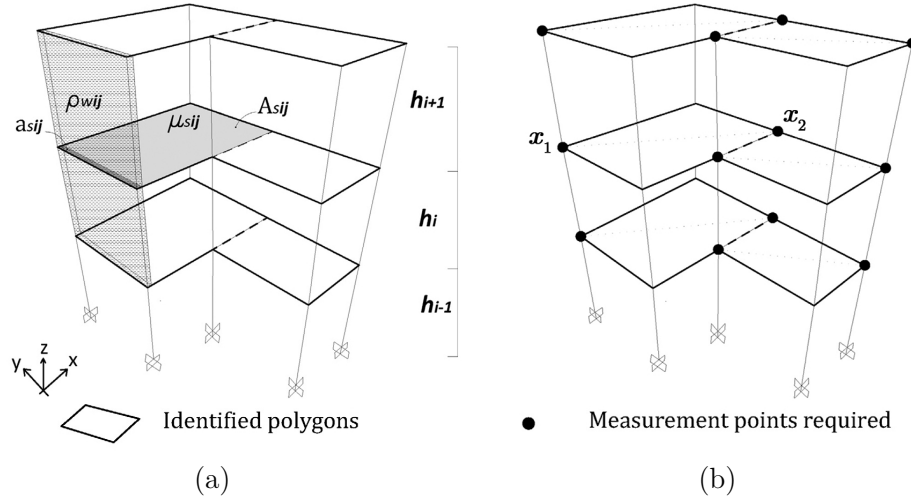 ρwij
asij
μsij
Asij
hi+1
hi
hi-1
z
y
x
Identified polygons
(a)
x1
x2
Measurement points required
(b)